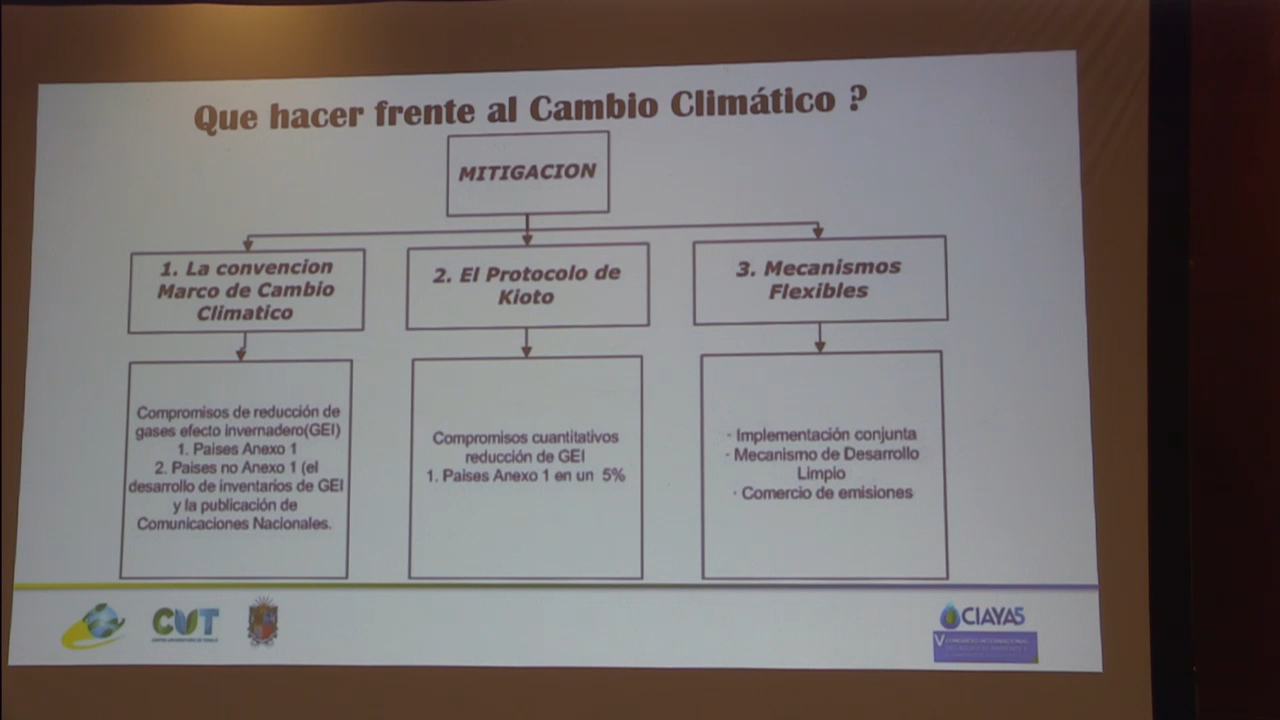 Que hacer frente al Cambio Climático ?
MITIGACION
1. La convencion
Marco de Cambio
Climatico
2. El Protocolo de
Kioto
3. Mecanismos
Flexibles
Compromisos de reducción de
gases efecto invernadero(GEI)
1. Paises Anexo 1
2. Paises no Anexo 1 (el
desarrollo de inventarios de GEI
y la publicación de
Comunicaciones Nacionales.
Compromisos cuantitativos
reducción de GEI
1. Paises Anexo 1 en un 5%
- Implementación conjunta
- Mecanismo de Desarrollo
Limpio
- Comercio de emisiones
CUT
CIAYA5
V CONGRESO INTERNACIONAL